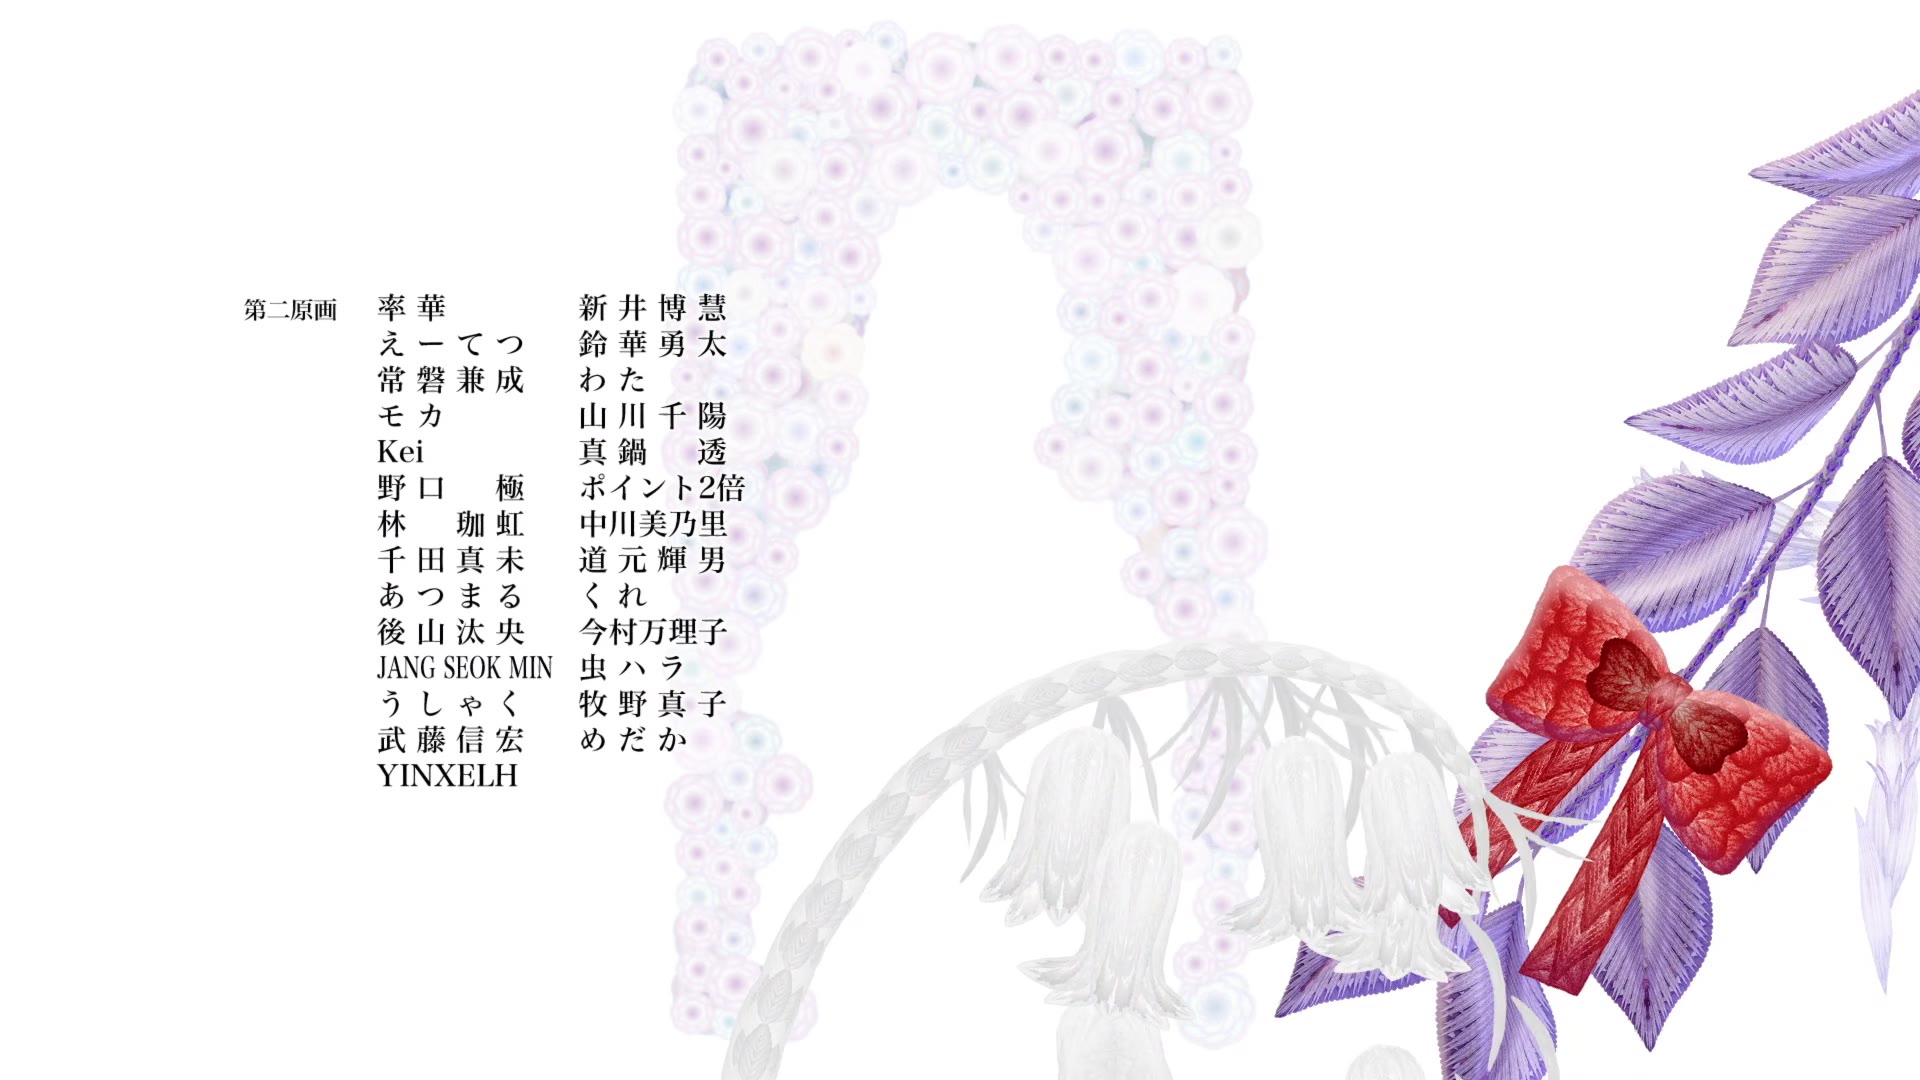 第二原画
率華 新井博慧
えーてつ 鈴華勇太
常磐兼成 わた
モカ 山川千陽
Kei 真鍋 透
野口 極 ポイント2倍
林 珈虹 中川美乃里
千田真未 道元輝男
あつまる くれ
後山汰央 今村万理子
JANG SEOK MIN 虫ハラ
うしゃく 牧野真子
武藤信宏 めだか
YINXELH